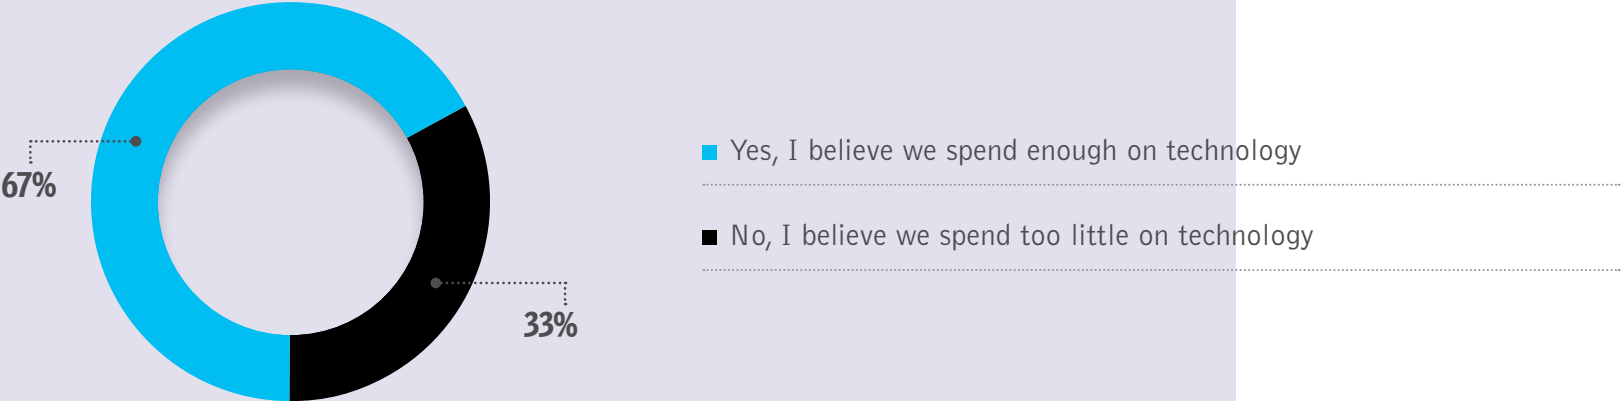 67%
33%
Yes, I believe we spend enough on technology
No, I believe we spend too little on technology